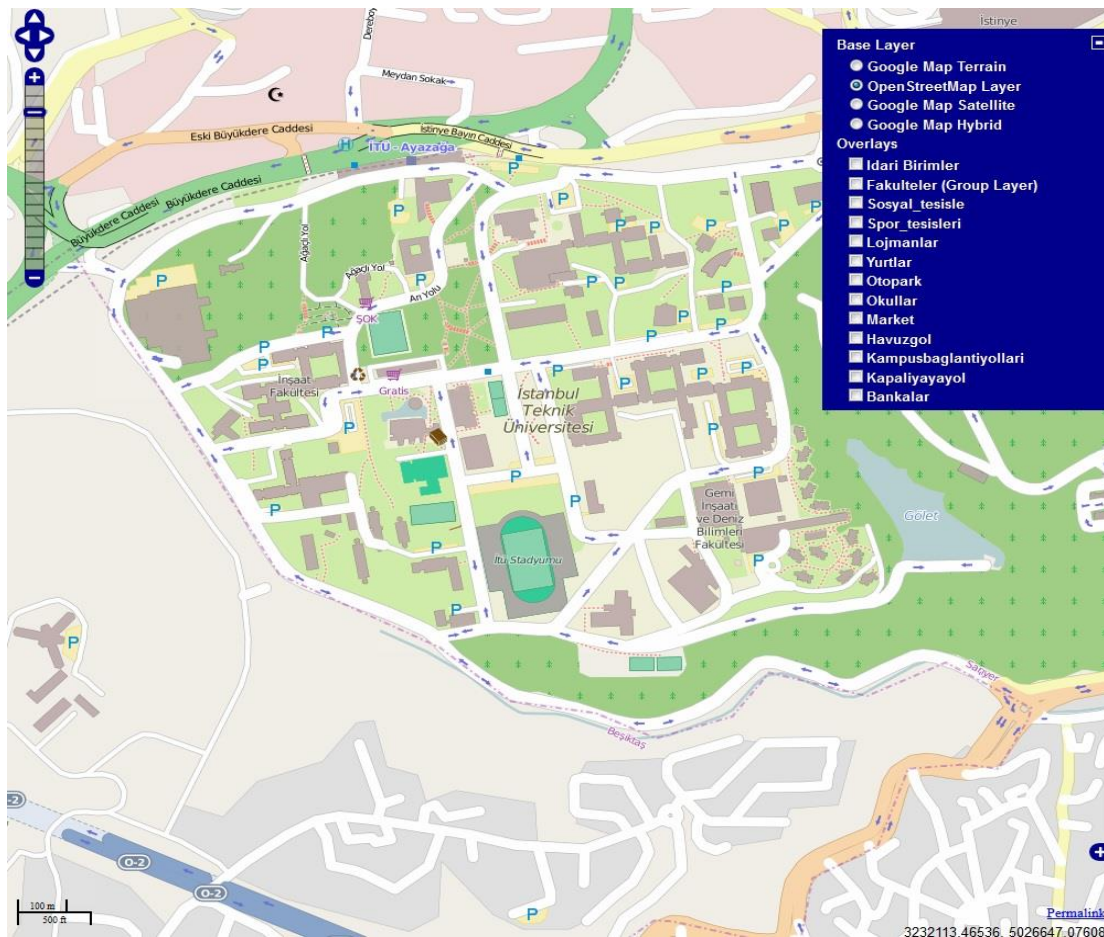 İstinye
Dereboy
Meydan Sokak
Eski Büyükdere Caddesi
İstinye Bayırı Caddesi
H
İTÜ - Ayazağa
P
Büyükdere Caddesi
Büyükdere Caddesi
P
P
P
P
Ağaçlı Yol
Ağaçlı Yol
P
P
P
P
P
Arı Yolu
ŞOK
P
P
P
P
P
P
P
P
İnşaat
Fakültesi
Gratis
İstanbul
Teknik
Üniversitesi
P
P
P
P
P
Gemi
İnşaatı
ve Deniz
Bilimleri
Fakültesi
Gölet
P
P
İtü Stadyumu
P
P
Sarıyer
Beşiktaş
O-2
O-2
P
100 m
500 ft
Base Layer
Google Map Terrain
OpenStreetMap Layer
Google Map Satellite
Google Map Hybrid
Overlays
Idari Birimler
Fakulteler (Group Layer)
Sosyal_tesisle
Spor_tesisleri
Lojmanlar
Yurtlar
Otopark
Okullar
Market
Havuzgol
Kampusbaglantiyollari
Kapaliyayayol
Bankalar
Permalink
3232113.46536, 5026647.07608